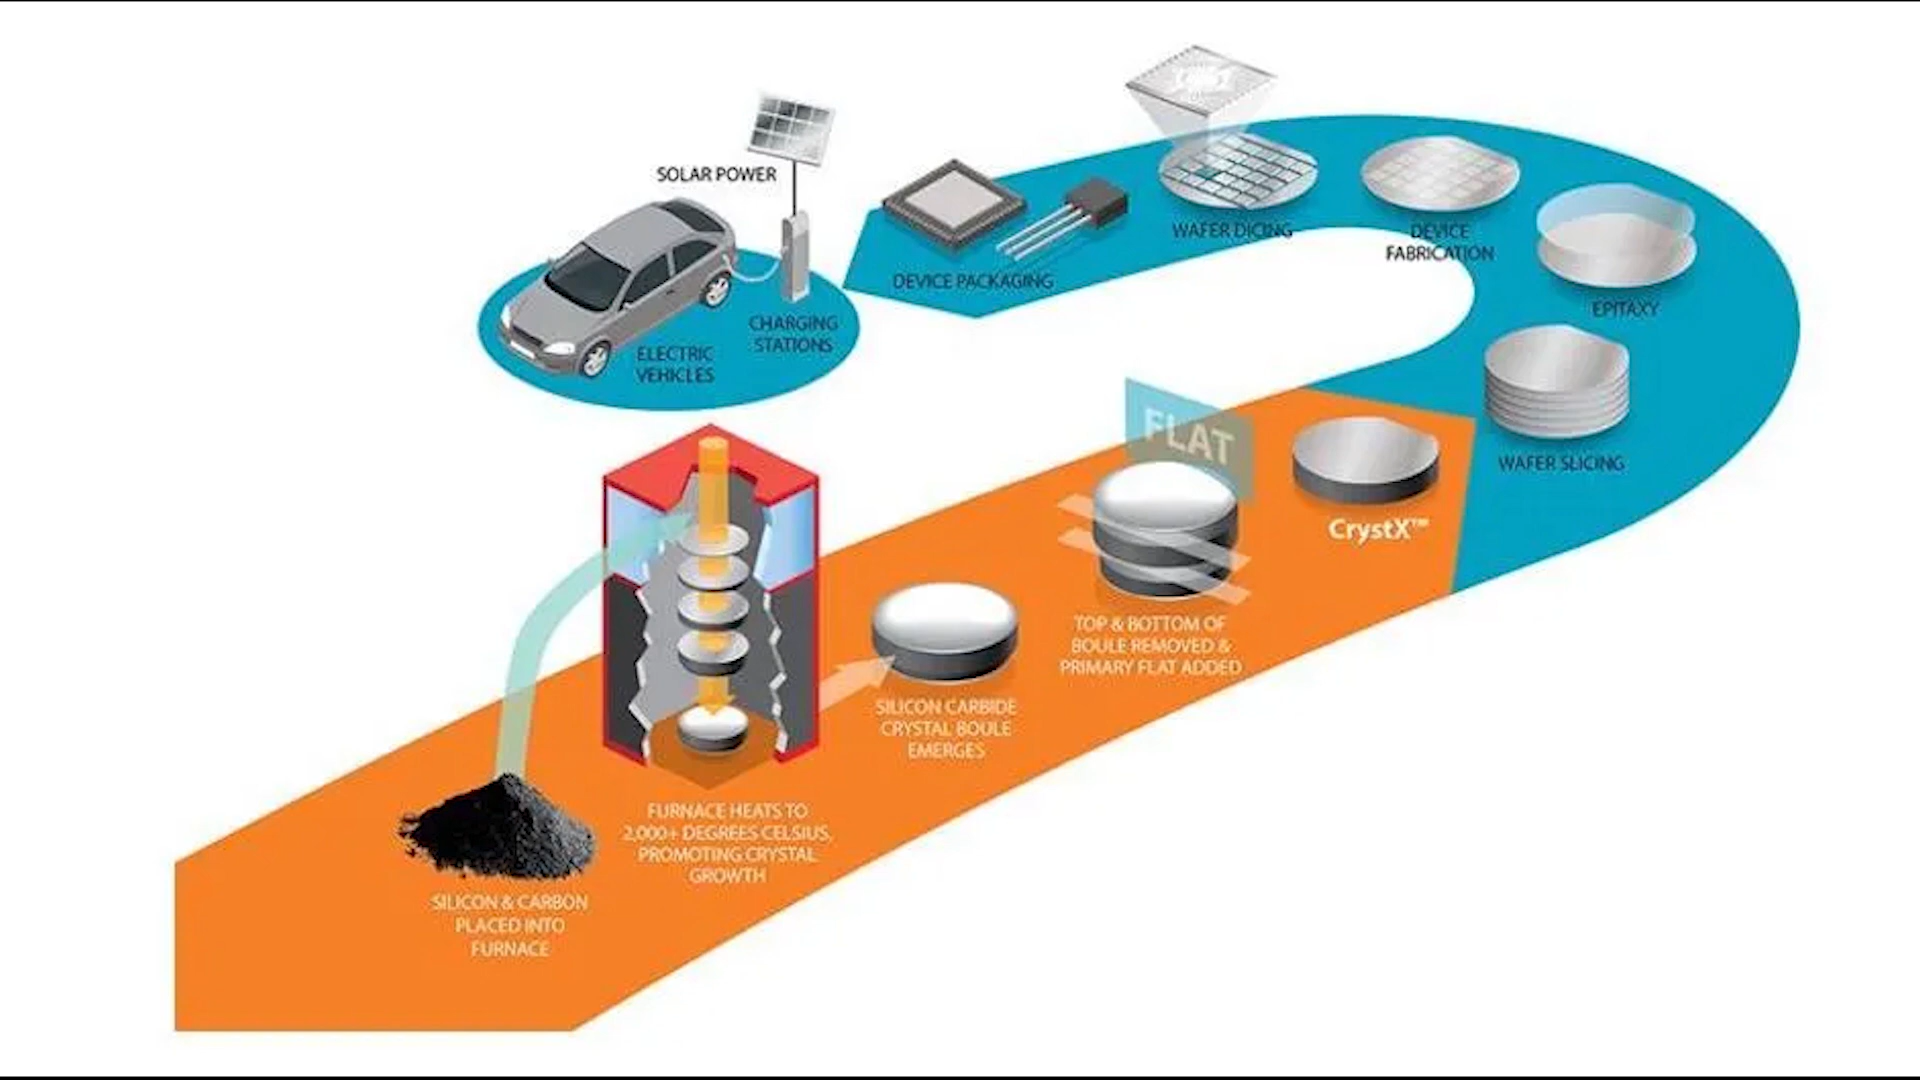 SILICON & CARBON
PLACED INTO
FURNACE
FURNACE HEATS TO
2,000+ DEGREES CELSIUS,
PROMOTING CRYSTAL
GROWTH
SILICON CARBIDE
CRYSTAL BOULE
EMERGES
FLAT
TOP & BOTTOM OF
BOULE REMOVED &
PRIMARY FLAT ADDED
CrystX™
WAFER SLICING
EPITAXY
DEVICE
FABRICATION
WAFER DICING
DEVICE PACKAGING
SOLAR POWER
CHARGING
STATIONS
ELECTRIC
VEHICLES